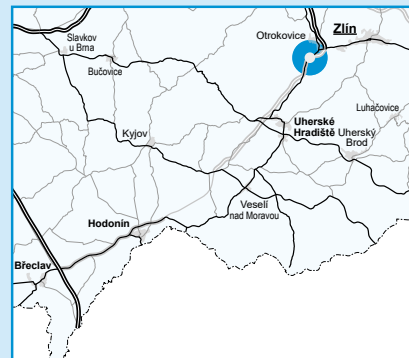 Otrokovice
Zlín
Slavkov
u Brna
Bučovice
Luhačovice
Uherské
Hradiště
Uherský
Brod
Kyjov
Veselí
nad Moravou
Hodonín
Břeclav